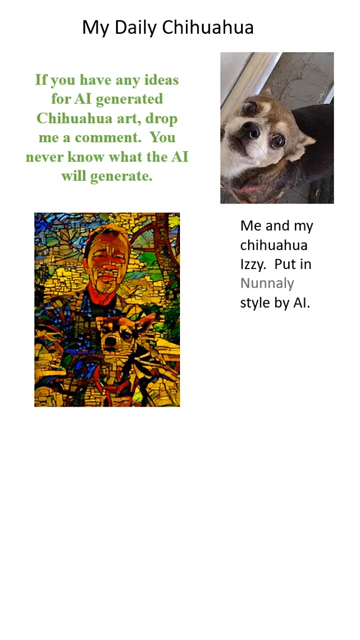 My Daily Chihuahua
If you have any ideas
for AI generated
Chihuahua art, drop
me a comment.  You
never know what the AI
will generate.
Me and my
chihuahua
Izzy.  Put in
Nunnaly
style by AI.